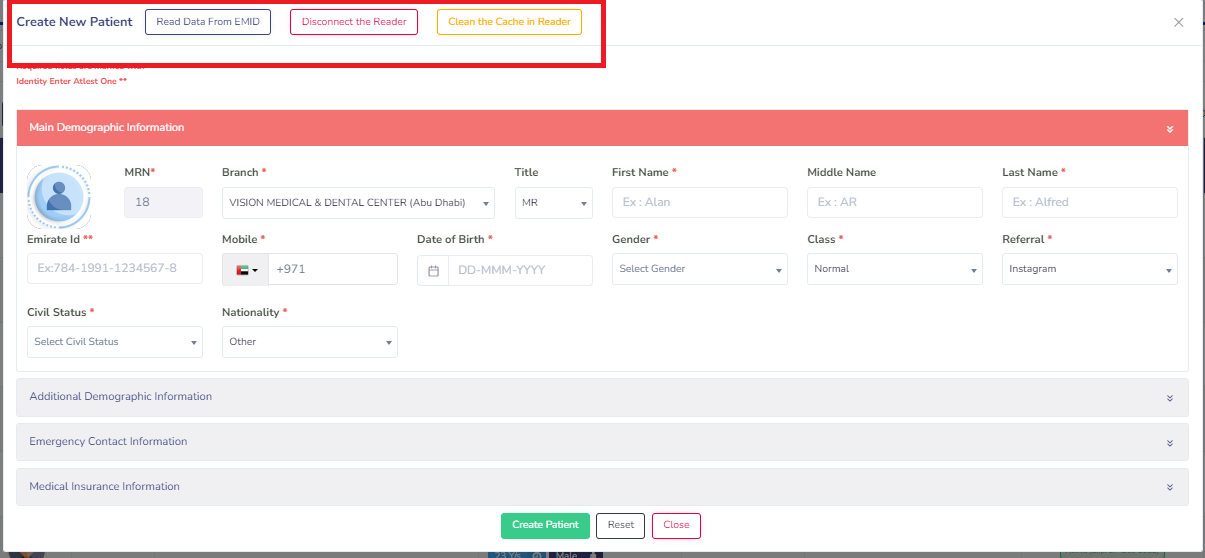 Create New Patient Read Data From EMID Disconnect the Reader Clean the Cache in Reader
Identity Enter Atlest One **
Main Demographic Information
MRN* Branch * Title First Name * Middle Name Last Name *
18 VISION MEDICAL & DENTAL CENTER (Abu Dhabi) MR Ex : Alan Ex : AR Ex : Alfred
Emirate Id ** Mobile * Date of Birth * Gender * Class * Referral *
Ex:784-1991-1234567-8 +971 DD-MMM-YYYY Select Gender Normal Instagram
Civil Status * Nationality *
Select Civil Status Other
Additional Demographic Information
Emergency Contact Information
Medical Insurance Information
Create Patient Reset Close